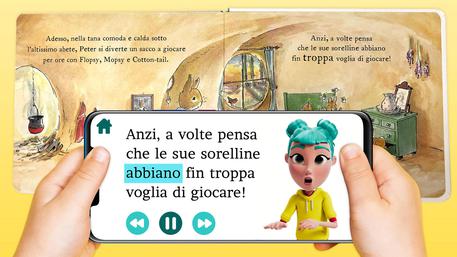 Adesso, nella tana comoda e calda sotto
l'altissimo abete, Peter si diverte un sacco a giocare
per ore con Flopsy, Mopsy e Cotton-tail.
Anzi, a volte pensa
che le sue sorelline abbiano
fin troppa voglia di giocare!
Anzi, a volte pensa
che le sue sorelline
abbiano fin troppa
voglia di giocare!